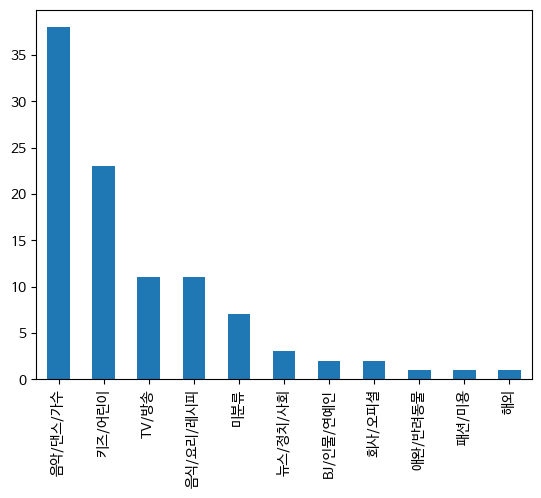 35
30
25
20
15
10
5
0
음악/댄스/가수
키즈/어린이
TV/방송
음식/요리/레시피
미분류
뉴스/정치/사회
BJ/인물/연예인
회사/오피셜
애완/반려동물
패션/미용
해외